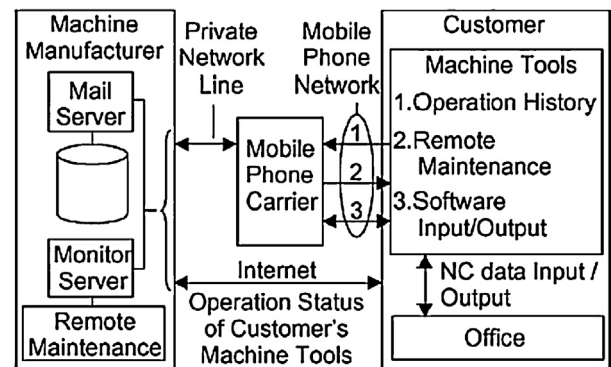 Machine
Manufacturer
Mail
Server
Monitor
Server
Remote
Maintenance
Private
Network
Line
Mobile
Phone
Network
Mobile
Phone
Carrier
1
2
3
Internet
Operation Status
of Customer's
Machine Tools
Customer
Machine Tools
1.Operation History
2.Remote
Maintenance
3.Software
Input/Output
NC data Input /
Output
Office